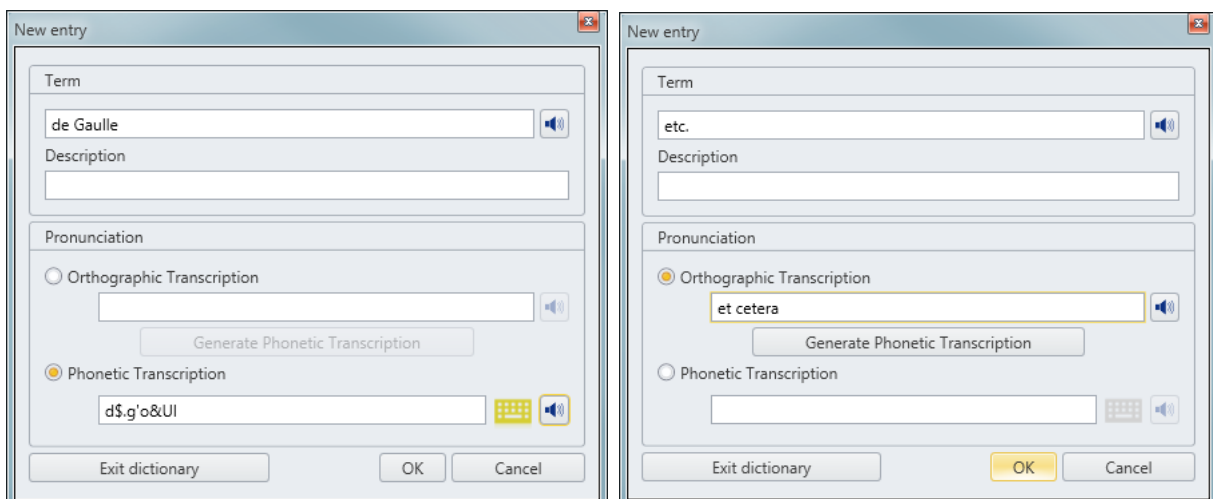 New entry
Term
de Gaulle
Description
Pronunciation
Orthographic Transcription
Generate Phonetic Transcription
Phonetic Transcription
d$.g'o&Ul
Exit dictionary
OK
Cancel
New entry
Term
etc.
Description
Pronunciation
Orthographic Transcription
et cetera
Generate Phonetic Transcription
Phonetic Transcription
Exit dictionary
OK
Cancel